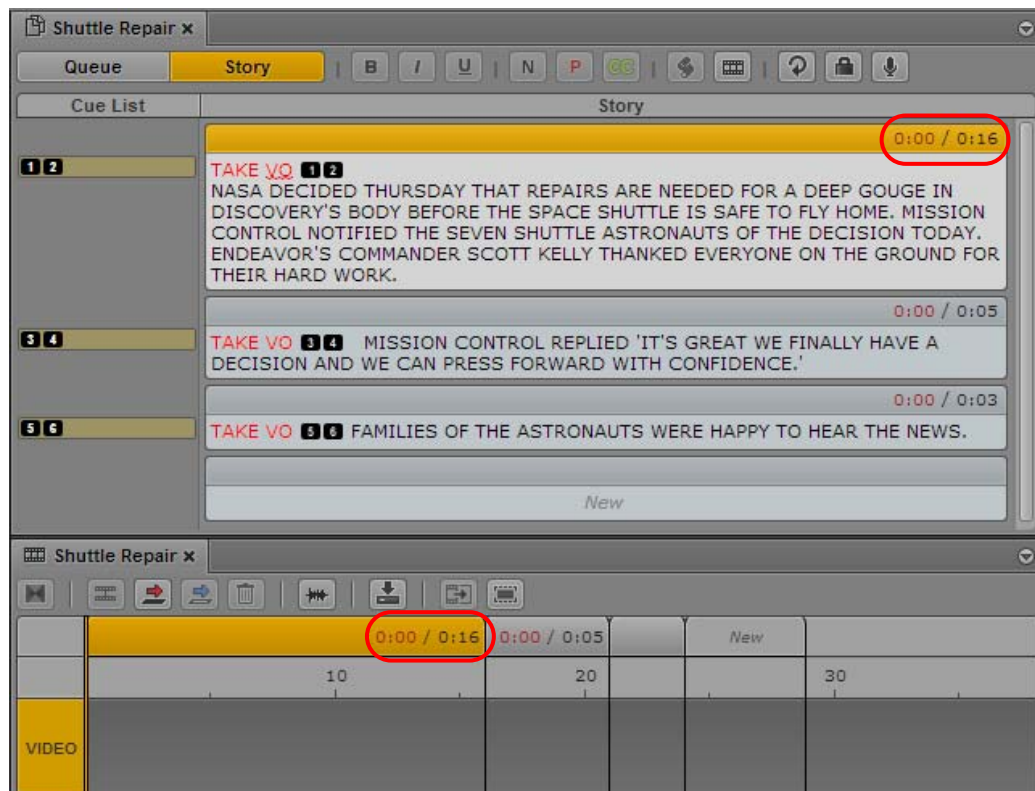 Shuttle Repair x
Queue Story B I U N P CC
Cue List Story
0:00 / 0:16
1 2 TAKE VO 1 2
NASA DECIDED THURSDAY THAT REPAIRS ARE NEEDED FOR A DEEP GOUGE IN
DISCOVERY'S BODY BEFORE THE SPACE SHUTTLE IS SAFE TO FLY HOME. MISSION
CONTROL NOTIFIED THE SEVEN SHUTTLE ASTRONAUTS OF THE DECISION TODAY.
ENDEAVOR'S COMMANDER SCOTT KELLY THANKED EVERYONE ON THE GROUND FOR
THEIR HARD WORK.
0:00 / 0:05
3 4 TAKE VO 3 4 MISSION CONTROL REPLIED 'IT'S GREAT WE FINALLY HAVE A
DECISION AND WE CAN PRESS FORWARD WITH CONFIDENCE.'
0:00 / 0:03
5 6 TAKE VO 5 6 FAMILIES OF THE ASTRONAUTS WERE HAPPY TO HEAR THE NEWS.
New
Shuttle Repair x
0:00 / 0:16 0:00 / 0:05 New
10 20 30
VIDEO